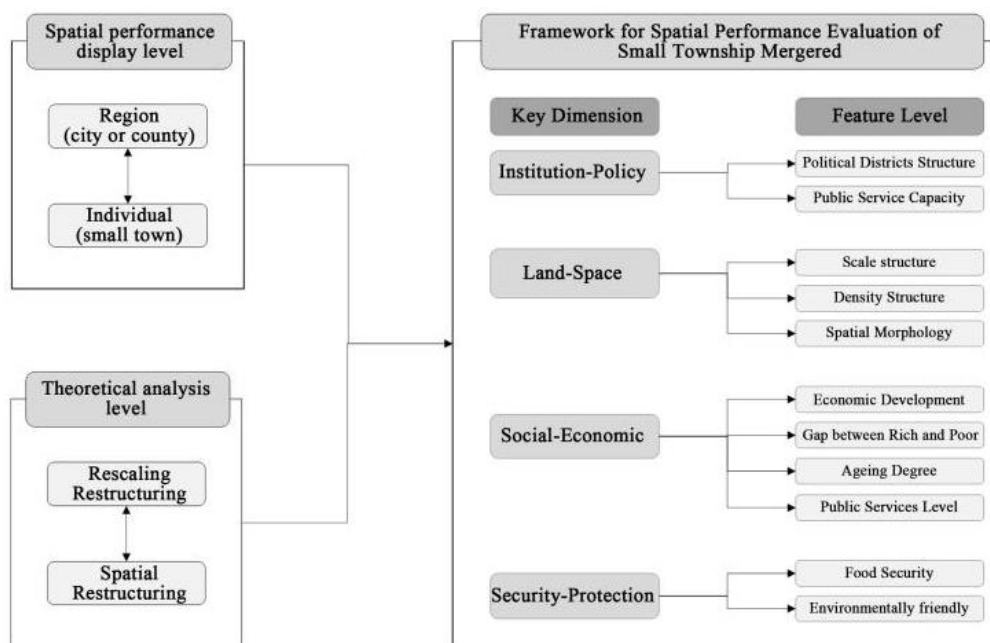 Spatial performance
display level
Region
(city or county)
Individual
(small town)
Theoretical analysis
level
Rescaling
Restructuring
Spatial
Restructuring
Framework for Spatial Performance Evaluation of
Small Township Mergered
Key Dimension
Feature Level
Institution-Policy
Political Districts Structure
Public Service Capacity
Land-Space
Scale structure
Density Structure
Spatial Morphology
Social-Economic
Economic Development
Gap between Rich and Poor
Ageing Degree
Public Services Level
Security-Protection
Food Security
Environmentally friendly